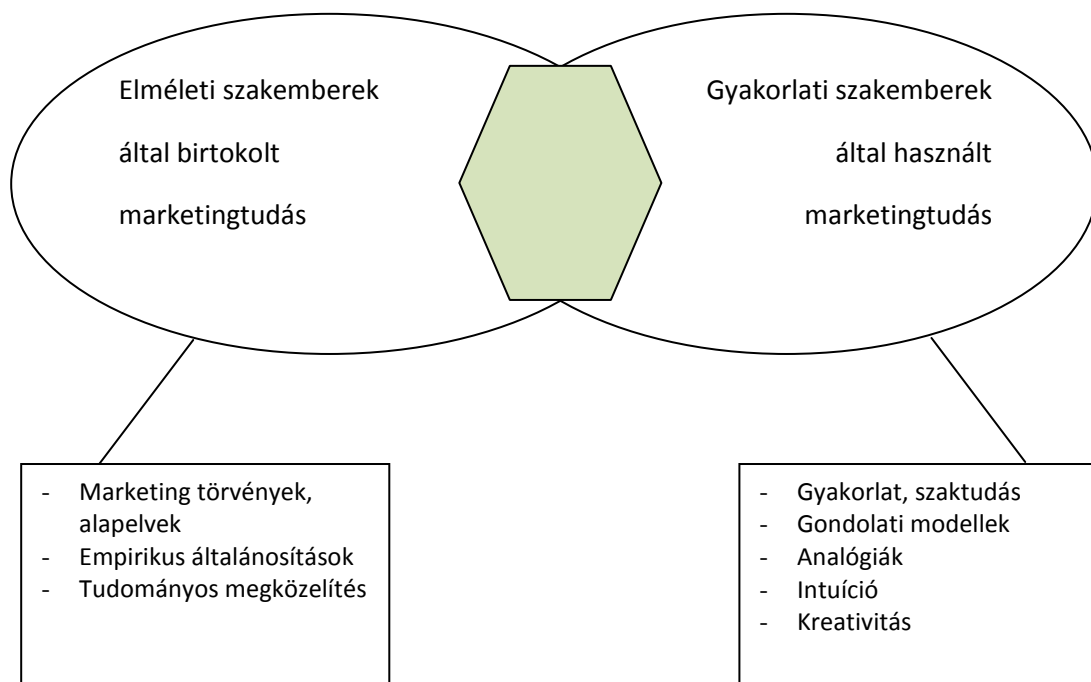 Elméleti szakemberek
által birtokolt
marketingtudás
Gyakorlati szakemberek
által használt
marketingtudás
- Marketing törvények,
alapelvek
- Empirikus általánosítások
- Tudományos megközelítés
- Gyakorlat, szaktudás
- Gondolati modellek
- Analógiák
- Intuíció
- Kreativitás